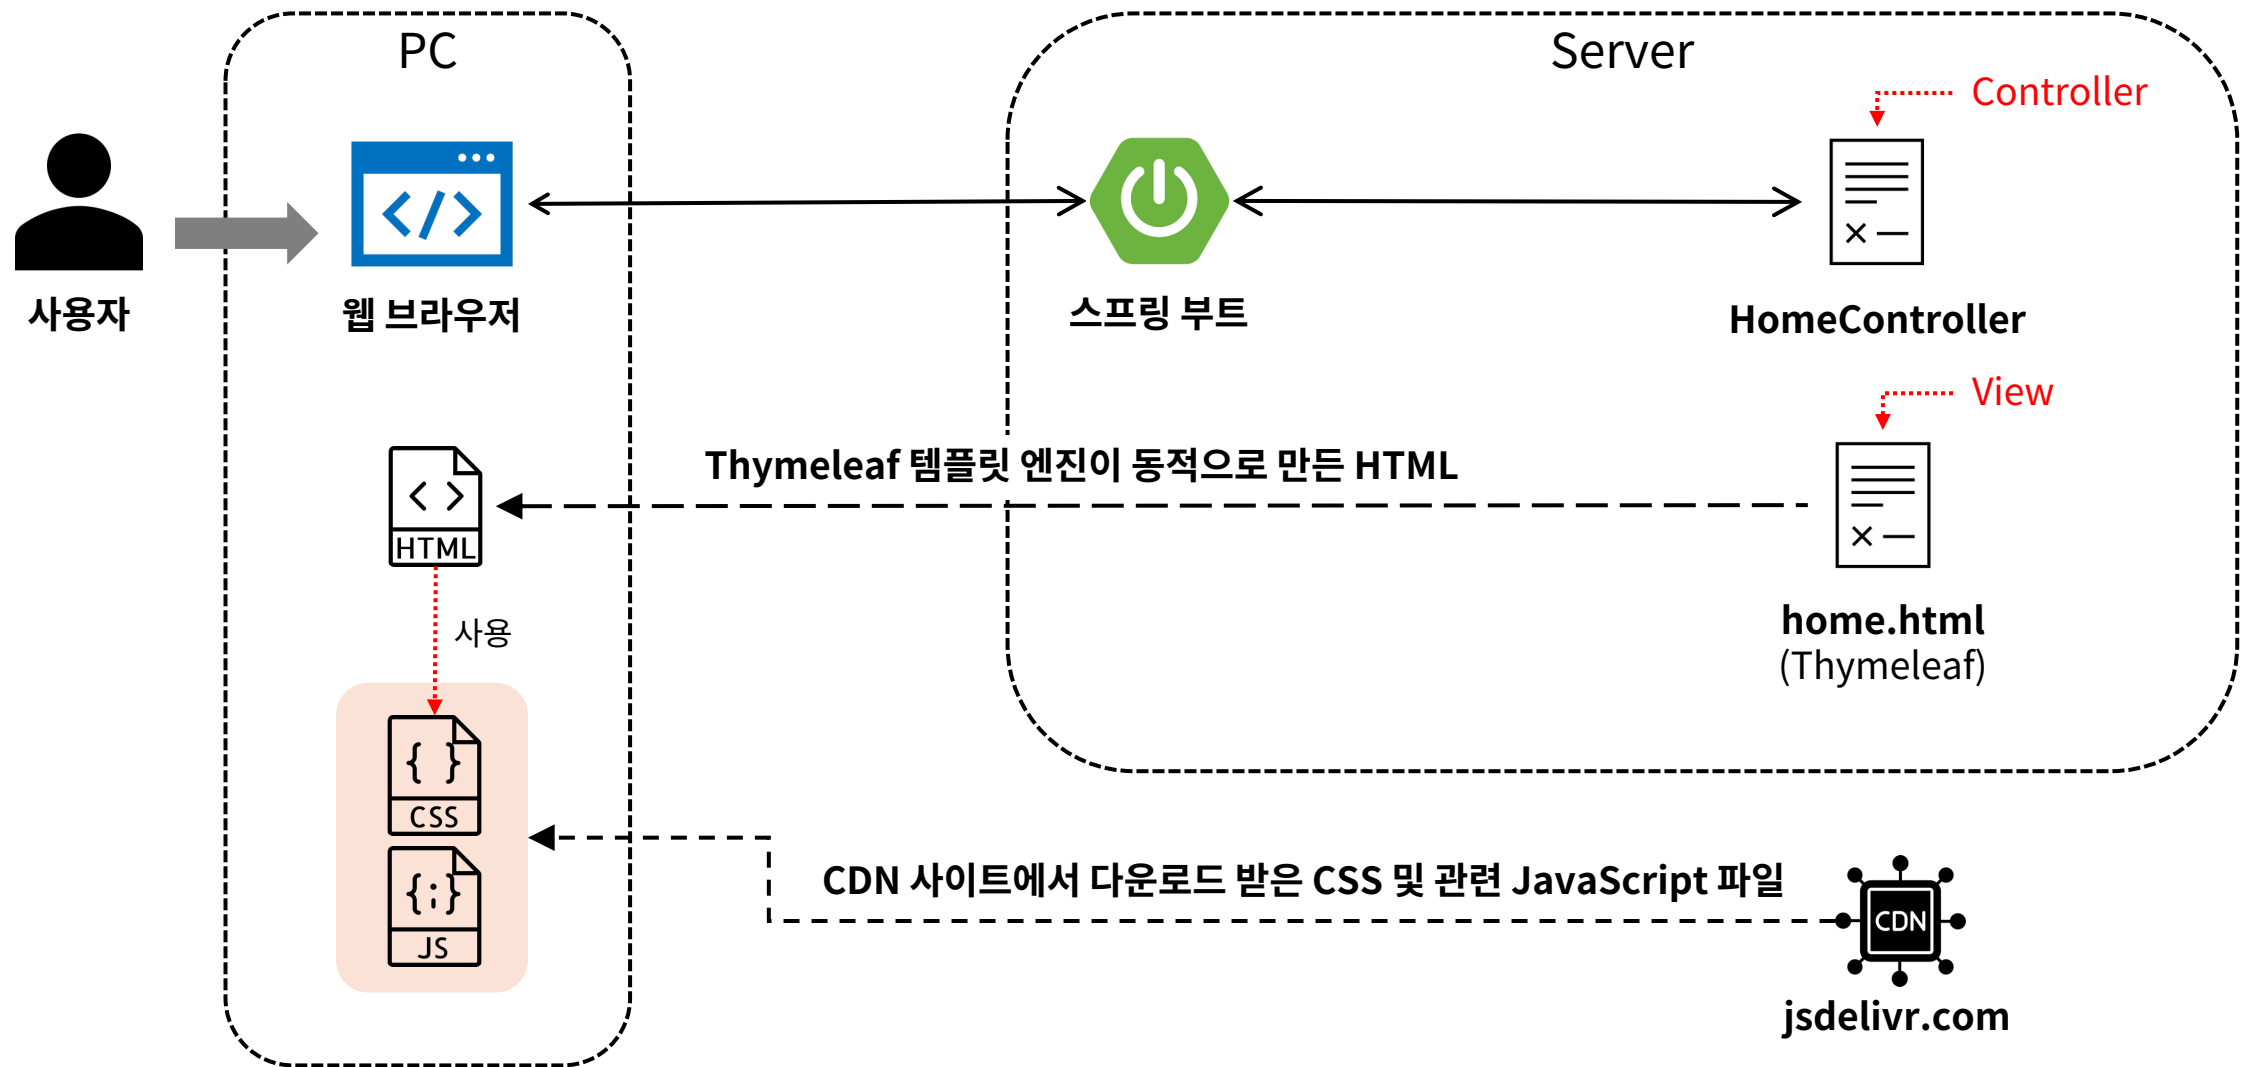 PC
Server
Controller
사용자
웹 브라우저
스프링 부트
HomeController
View
Thymeleaf 템플릿 엔진이 동적으로 만든 HTML
HTML
사용
home.html
(Thymeleaf)
{ }
CSS
CDN 사이트에서 다운로드 받은 CSS 및 관련 JavaScript 파일
{;}
JS
CDN
jsdelivr.com